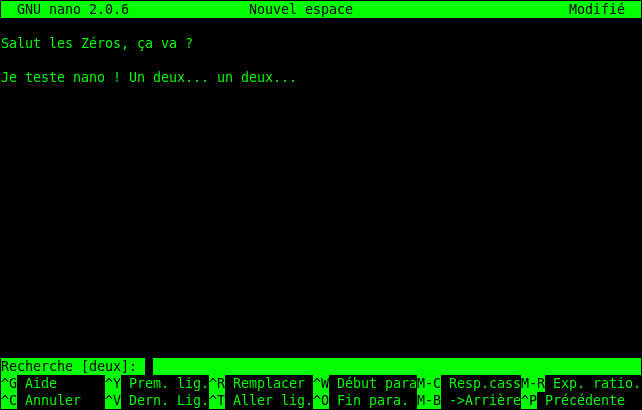 GNU nano 2.0.6 Nouvel espace Modifié
Salut les Zéros, ça va ?
Je teste nano ! Un deux... un deux...
Recherche [deux]:
^G Aide ^Y Prem. lig.^R Remplacer ^W Début paraM-C Resp.cassM-R Exp. ratio.
^C Annuler ^V Dern. Lig.^T Aller lig.^O Fin para. M-B ->Arrière^P Précédente